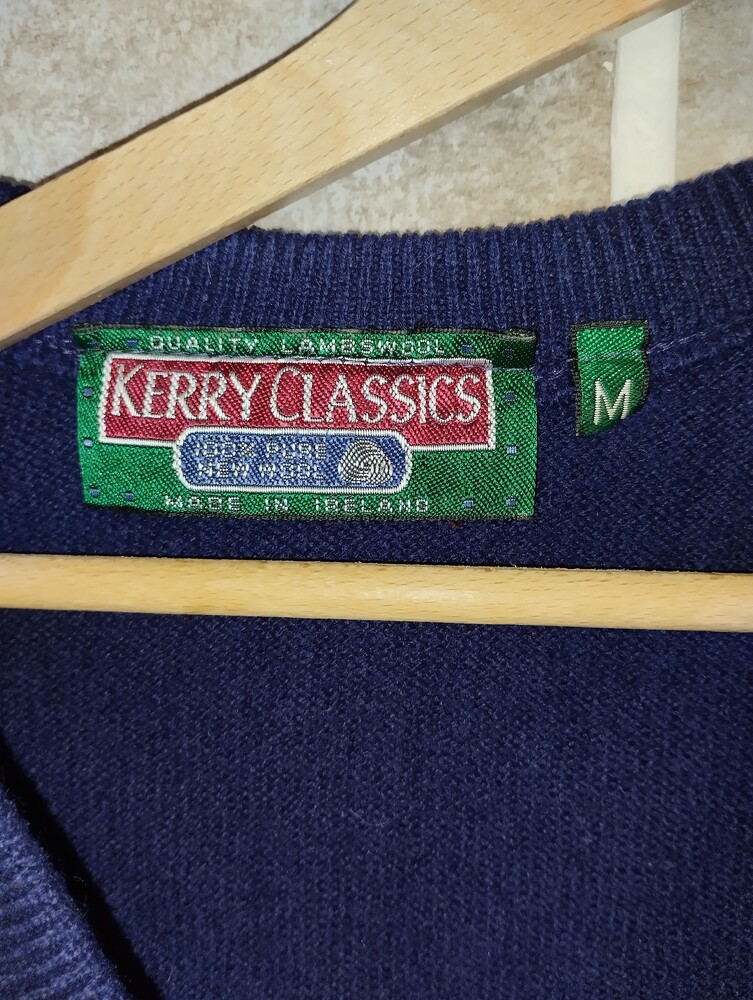 QUALITY LAMBSWOOL
KERRY CLASSICS
100% PURE
NEW WOOL
MADE IN IRELAND
M